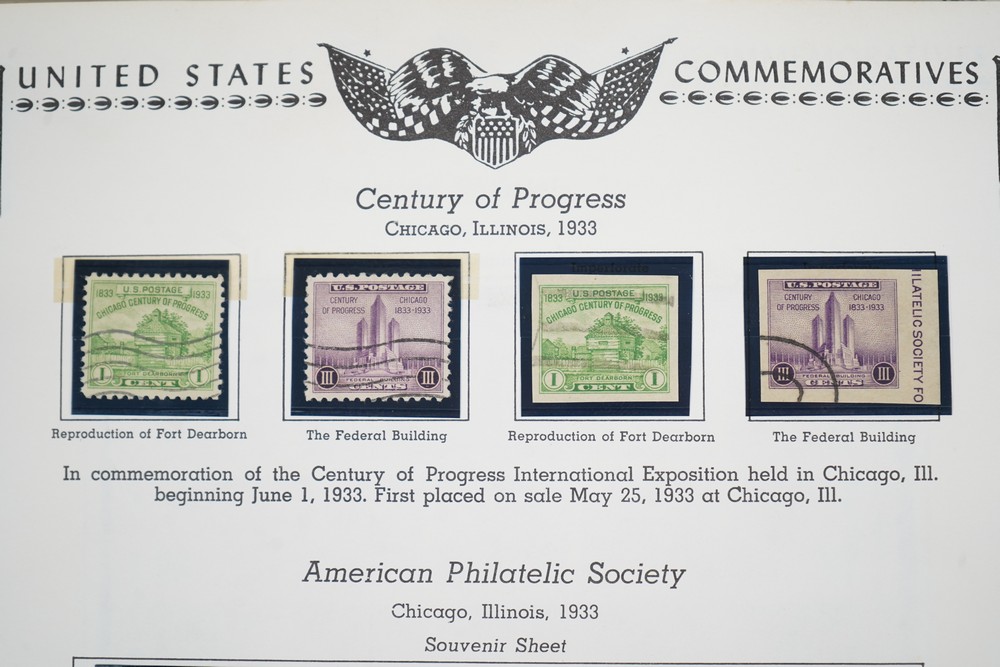 UNITED STATES COMMEMORATIVES
Century of Progress
CHICAGO, ILLINOIS, 1933
U.S. POSTAGE
1833 1933
CHICAGO CENTURY OF PROGRESS
FORT DEARBORN
1 CENT 1
U.S. POSTAGE
CENTURY OF PROGRESS
CHICAGO 1833-1933
FEDERAL BUILDING
III CENTS III
Imperforate
U.S. POSTAGE
1833 1933
CHICAGO CENTURY OF PROGRESS
FORT DEARBORN
1 CENT 1
U.S. POSTAGE
CENTURY OF PROGRESS
CHICAGO 1833-1933
FEDERAL BUILDING
III CENTS III
ILATELIC SOCIETY FO
Reproduction of Fort Dearborn
The Federal Building
Reproduction of Fort Dearborn
The Federal Building
In commemoration of the Century of Progress International Exposition held in Chicago, Ill.
beginning June 1, 1933. First placed on sale May 25, 1933 at Chicago, Ill.
American Philatelic Society
Chicago, Illinois, 1933
Souvenir Sheet